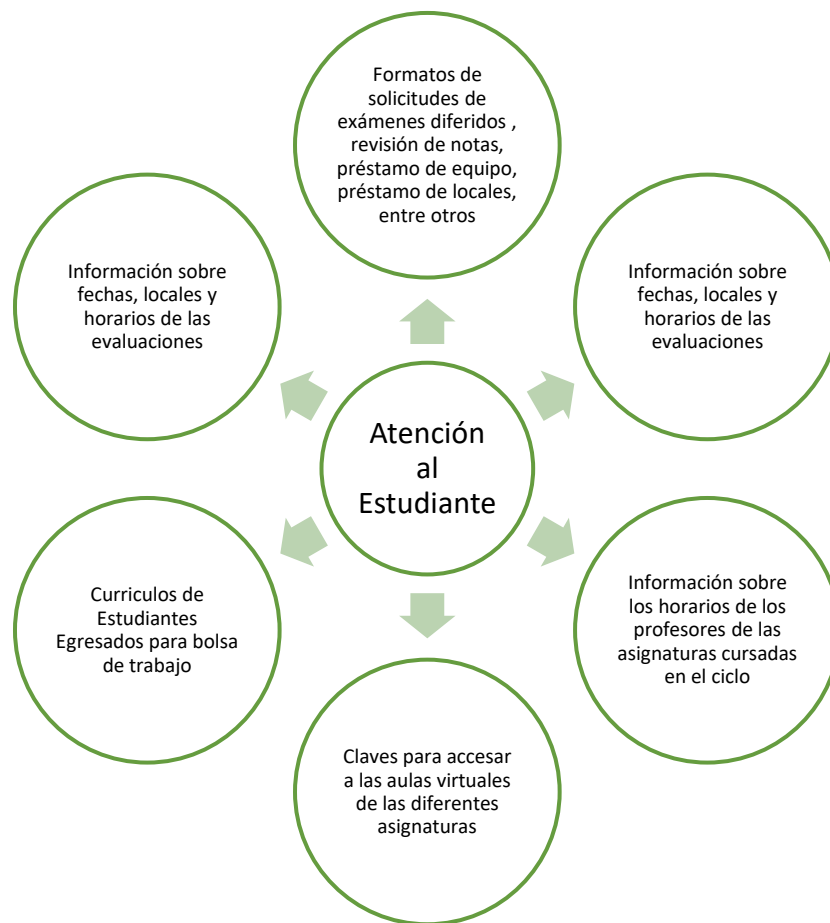 Formatos de
solicitudes de
exámenes diferidos ,
revisión de notas,
préstamo de equipo,
préstamo de locales,
entre otros
Información sobre
fechas, locales y
horarios de las
evaluaciones
Información sobre
fechas, locales y
horarios de las
evaluaciones
Atención
al
Estudiante
Curriculos de
Estudiantes
Egresados para bolsa
de trabajo
Información sobre
los horarios de los
profesores de las
asignaturas cursadas
en el ciclo
Claves para accesar
a las aulas virtuales
de las diferentes
asignaturas